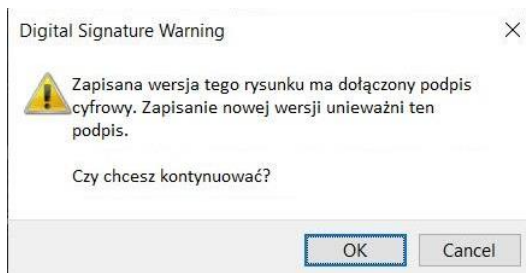 Digital Signature Warning
Zapisana wersja tego rysunku ma dołączony podpis
cyfrowy. Zapisanie nowej wersji unieważni ten
podpis.
Czy chcesz kontynuować?
OK Cancel